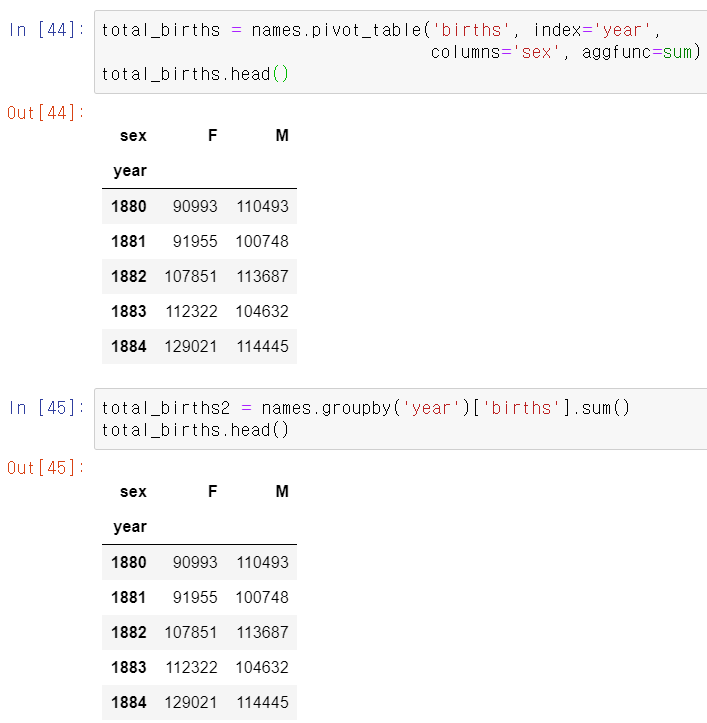 In [44]: total_births = names.pivot_table('births', index='year',
columns='sex', aggfunc=sum)
total_births.head()
Out[44]:
sex F M
year
1880 90993 110493
1881 91955 100748
1882 107851 113687
1883 112322 104632
1884 129021 114445
In [45]: total_births2 = names.groupby('year')['births'].sum()
total_births.head()
Out[45]:
sex F M
year
1880 90993 110493
1881 91955 100748
1882 107851 113687
1883 112322 104632
1884 129021 114445